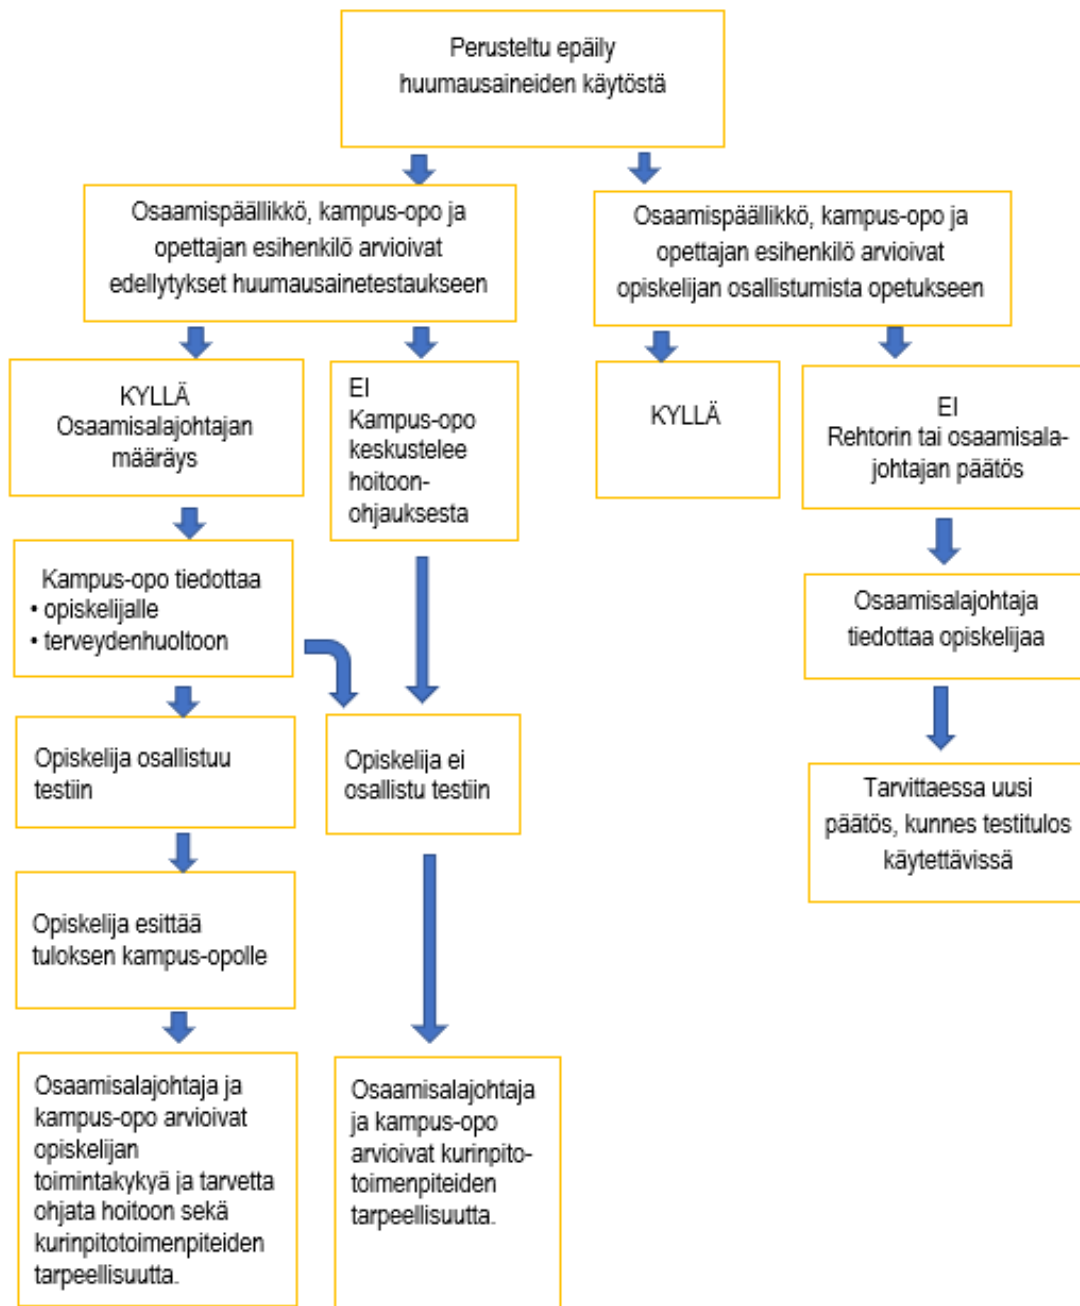 Perusteltu epäily
huumausaineiden käytöstä
Osaamispäällikkö, kampus-opo ja
opettajan esihenkilö arvioivat
edellytykset huumausainetestaukseen
Osaamispäällikkö, kampus-opo ja
opettajan esihenkilö arvioivat
opiskelijan osallistumista opetukseen
KYLLÄ
Osaamisalajohtajan
määräys
EI
Kampus-opo
keskustelee
hoitoon-
ohjauksesta
KYLLÄ
EI
Rehtorin tai osaamisala-
johtajan päätös
Kampus-opo tiedottaa
• opiskelijalle
• terveydenhuoltoon
Osaamisalajohtaja
tiedottaa opiskelijaa
Opiskelija osallistuu
testiin
Opiskelija ei
osallistu testiin
Tarvittaessa uusi
päätös, kunnes testitulos
käytettävissä
Opiskelija esittää
tuloksen kampus-opolle
Osaamisalajohtaja ja
kampus-opo arvioivat
opiskelijan
toimintakykyä ja tarvetta
ohjata hoitoon sekä
kurinpitotoimenpiteiden
tarpeellisuutta.
Osaamisalajohtaja
ja kampus-opo
arvioivat kurinpito-
toimenpiteiden
tarpeellisuutta.